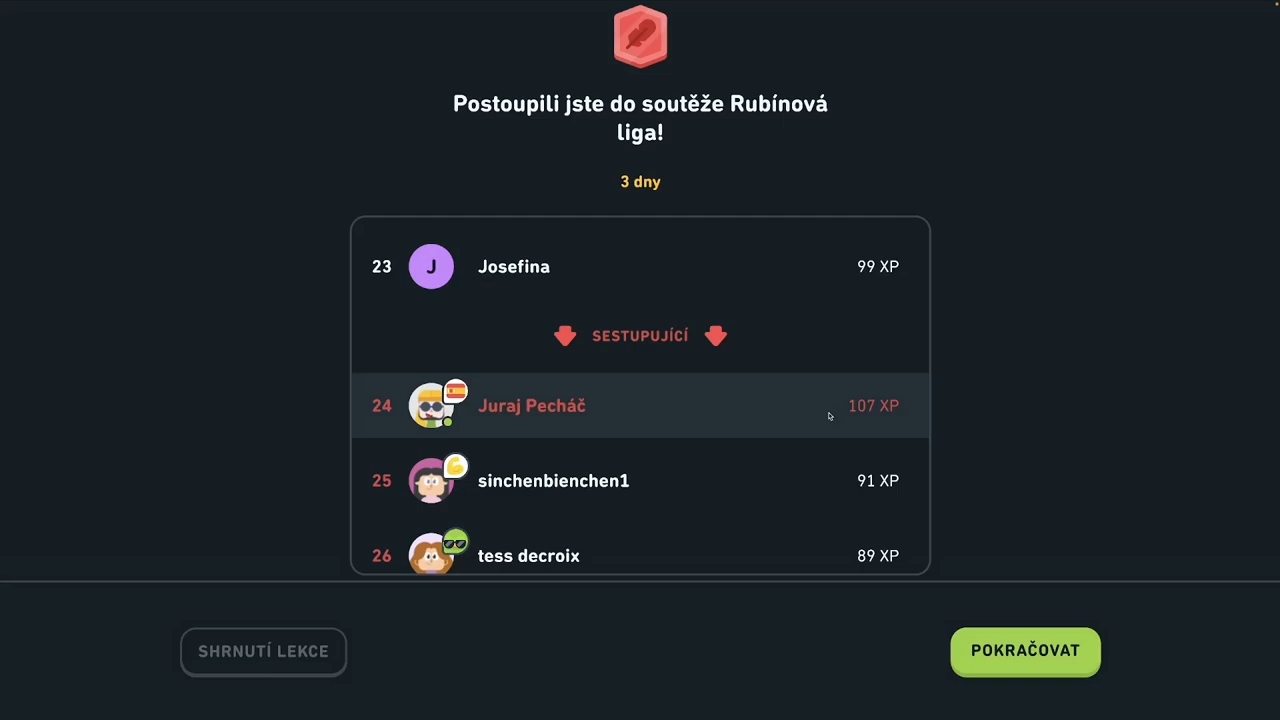 Postoupili jste do soutěže Rubínová
liga!
3 dny
23 J Josefina 99 XP
SESTUPUJÍCÍ
24 Juraj Pecháč 107 XP
25 sinchenbienchen1 91 XP
26 tess decroix 89 XP
SHRNUTÍ LEKCE
POKRAČOVAT